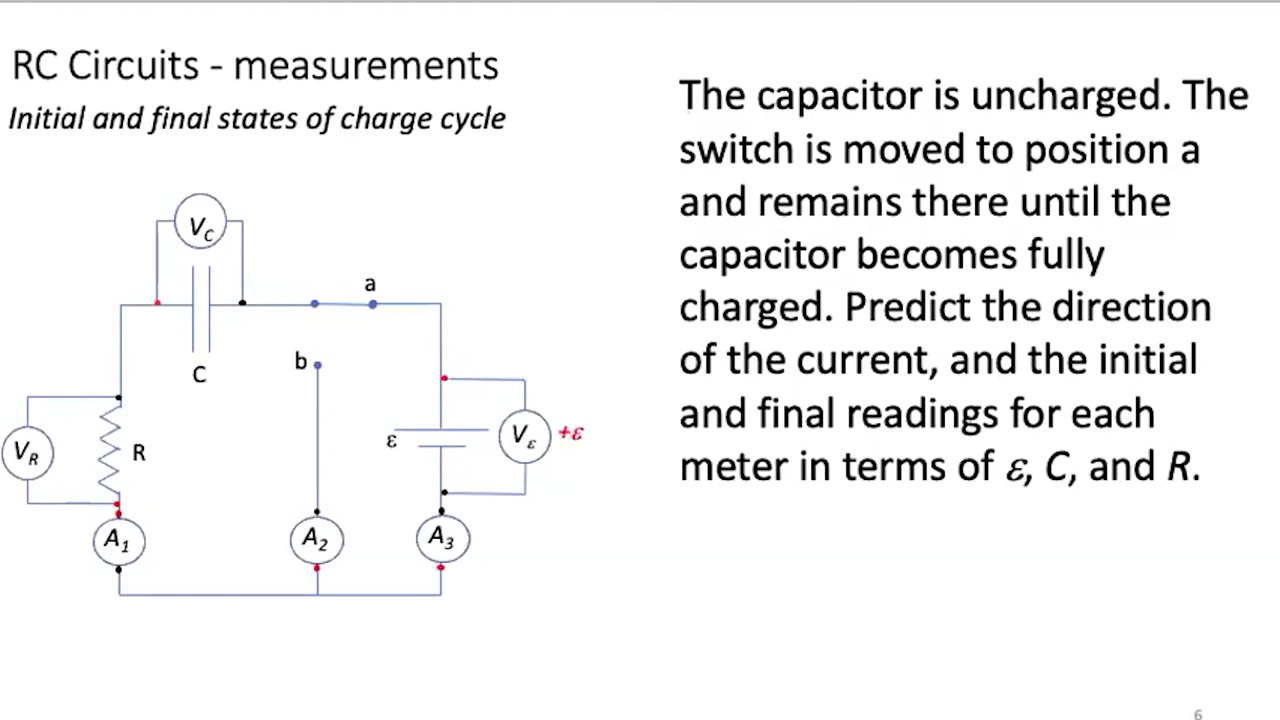 RC Circuits - measurements
Initial and final states of charge cycle
The capacitor is uncharged. The
switch is moved to position a
and remains there until the
capacitor becomes fully
charged. Predict the direction
of the current, and the initial
and final readings for each
meter in terms of ε, C, and R.
V_C
a
C
b
V_R
R
ε
V_ε
+ε
A_1
A_2
A_3
6